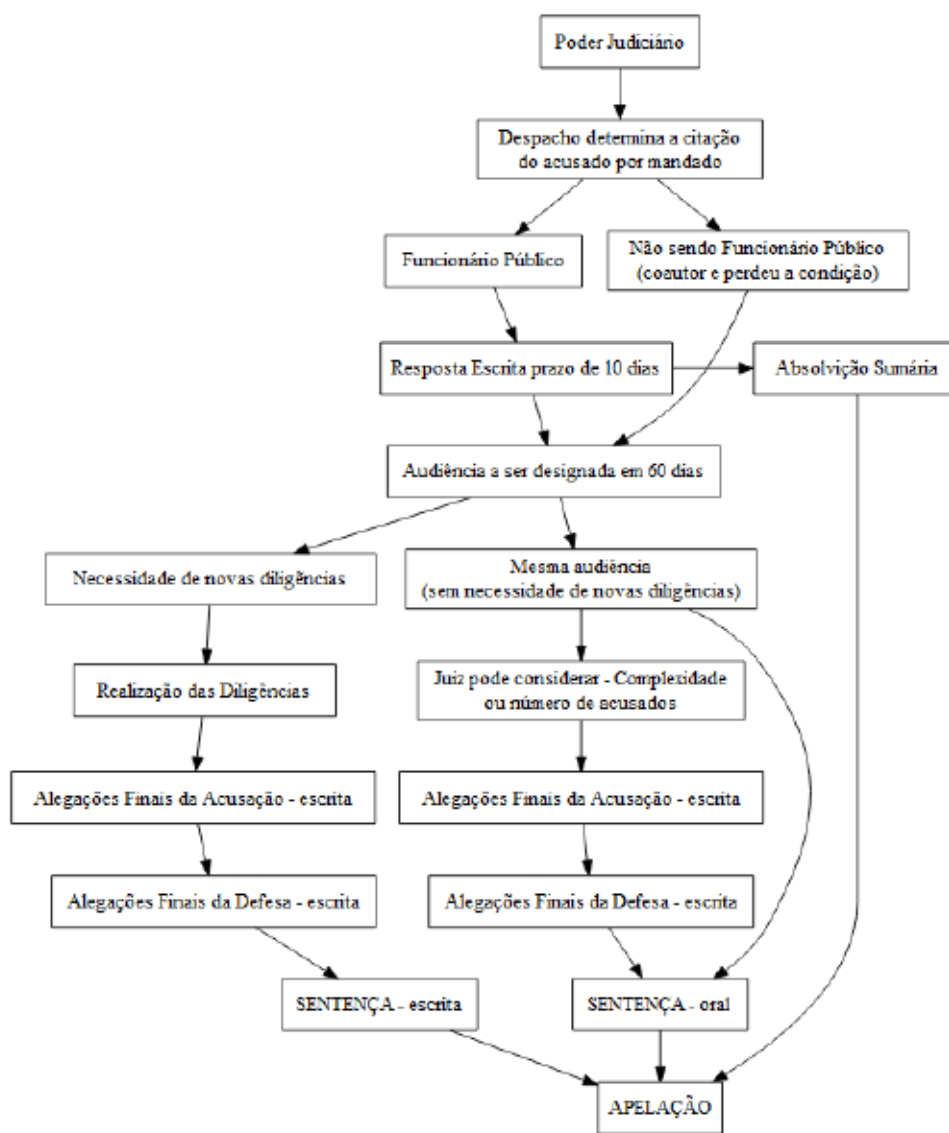 Poder Judiciário
Despacho determina a citação
do acusado por mandado
Funcionário Público
Não sendo Funcionário Público
(coautor e perdeu a condição)
Resposta Escrita prazo de 10 dias
Absolvição Sumária
Audiência a ser designada em 60 dias
Necessidade de novas diligências
Mesma audiência
(sem necessidade de novas diligências)
Realização das Diligências
Juiz pode considerar - Complexidade
ou número de acusados
Alegações Finais da Acusação - escrita
Alegações Finais da Acusação - escrita
Alegações Finais da Defesa - escrita
Alegações Finais da Defesa - escrita
SENTENÇA - escrita
SENTENÇA - oral
APELAÇÃO